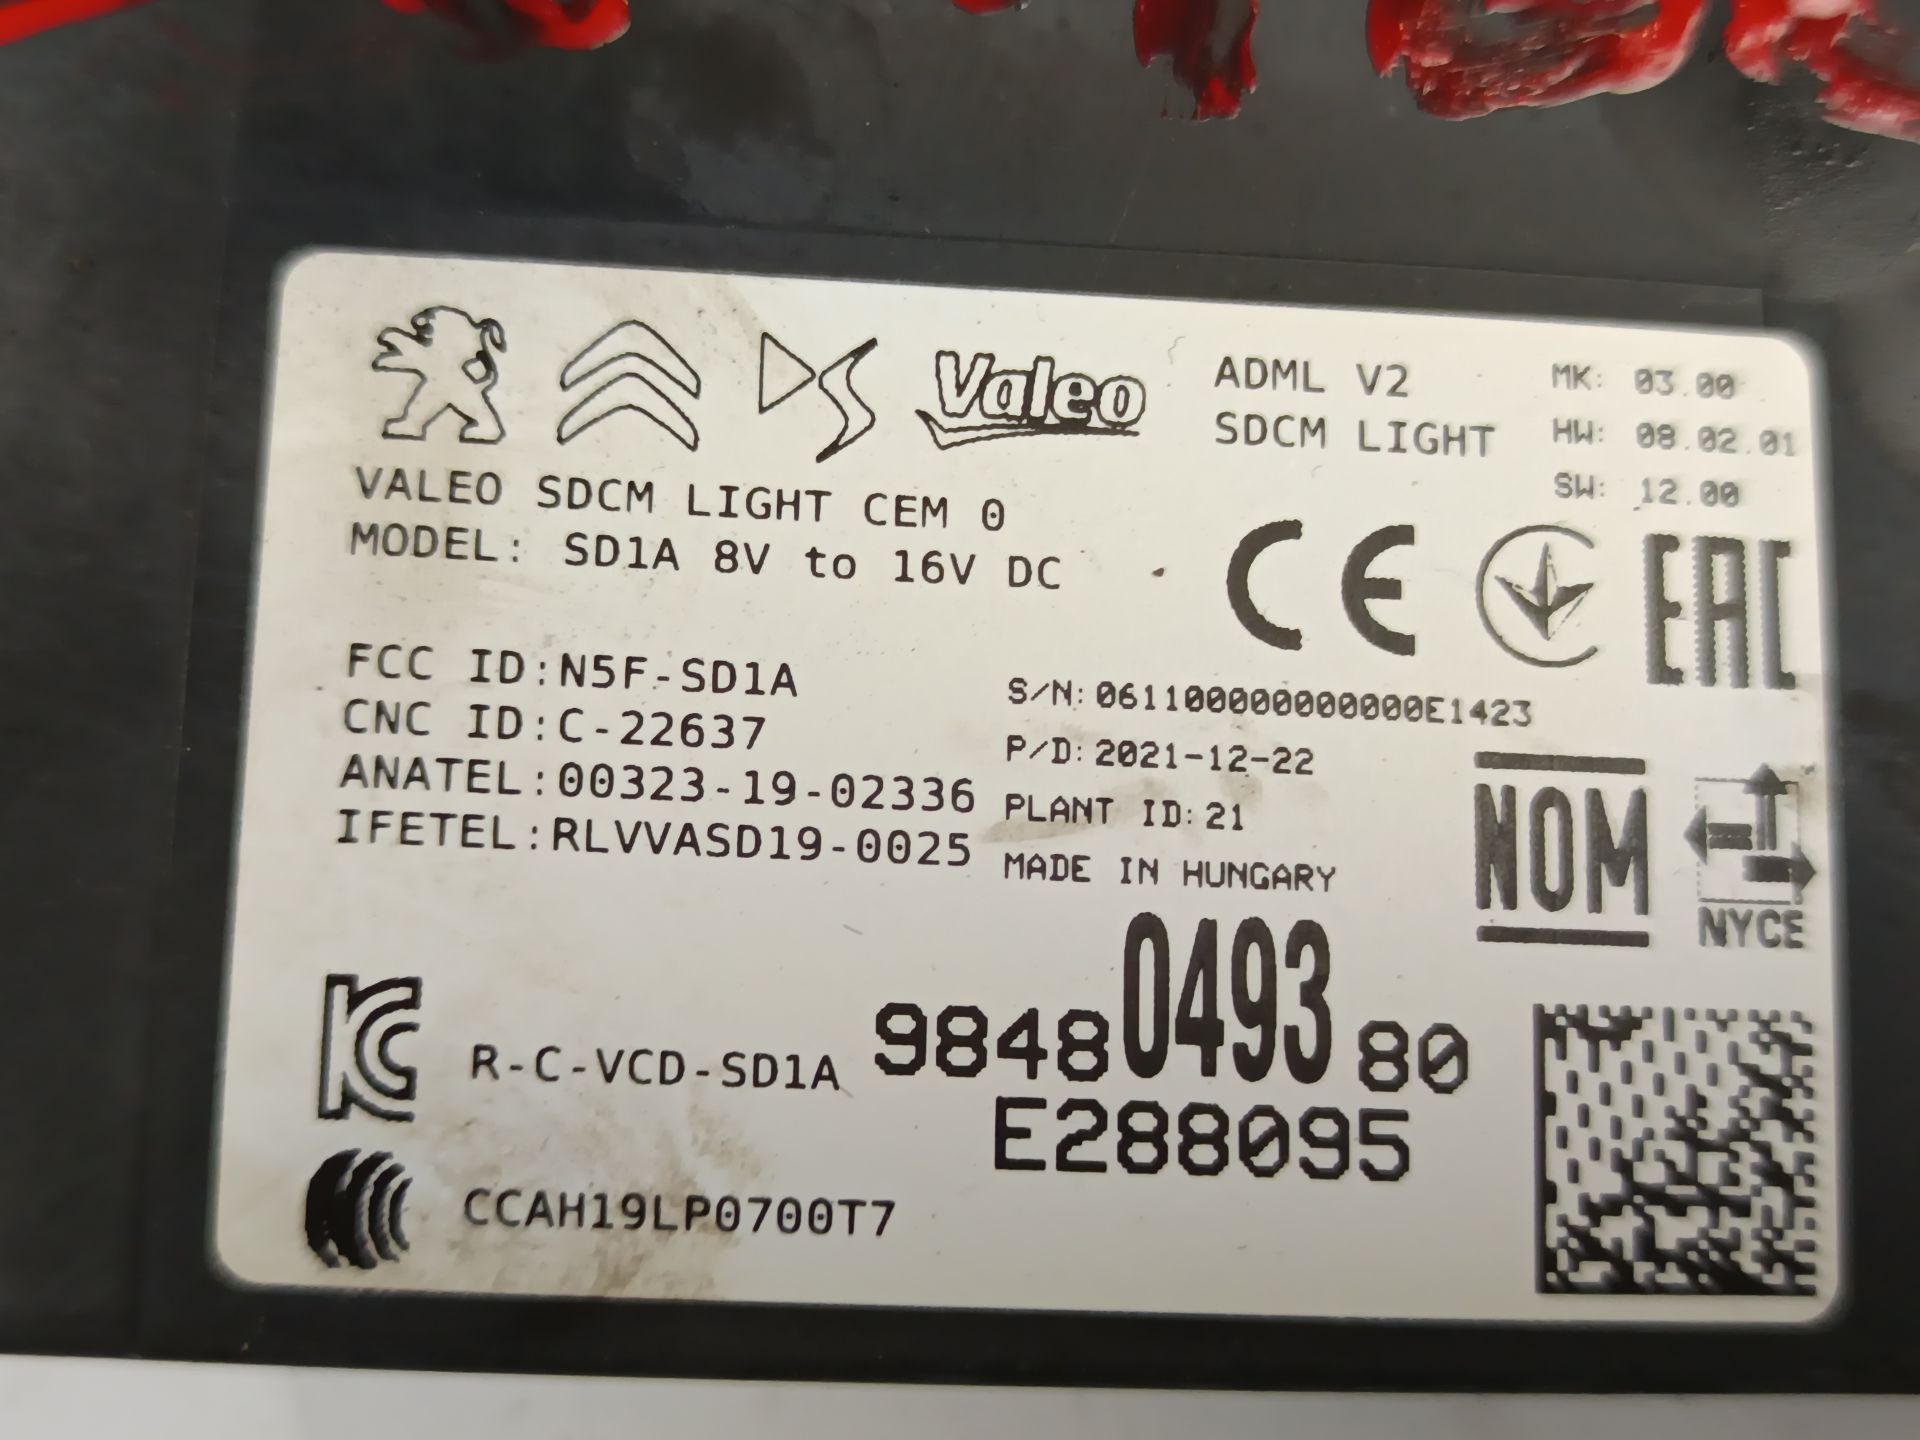 Valeo
ADML V2
SDCM LIGHT
MK: 03.00
HW: 08.02.01
SW: 12.00
VALEO SDCM LIGHT CEM 0
MODEL: SD1A 8V to 16V DC
CE
EAC
FCC ID:N5F-SD1A
CNC ID:C-22637
ANATEL:00323-19-02336
IFETEL:RLVVASD19-0025
S/N:061100000000000000E1423
P/D:2021-12-22
PLANT ID:21
MADE IN HUNGARY
NOM
NYCE
R-C-VCD-SD1A
9848049380
E288095
CCAH19LP0700T7